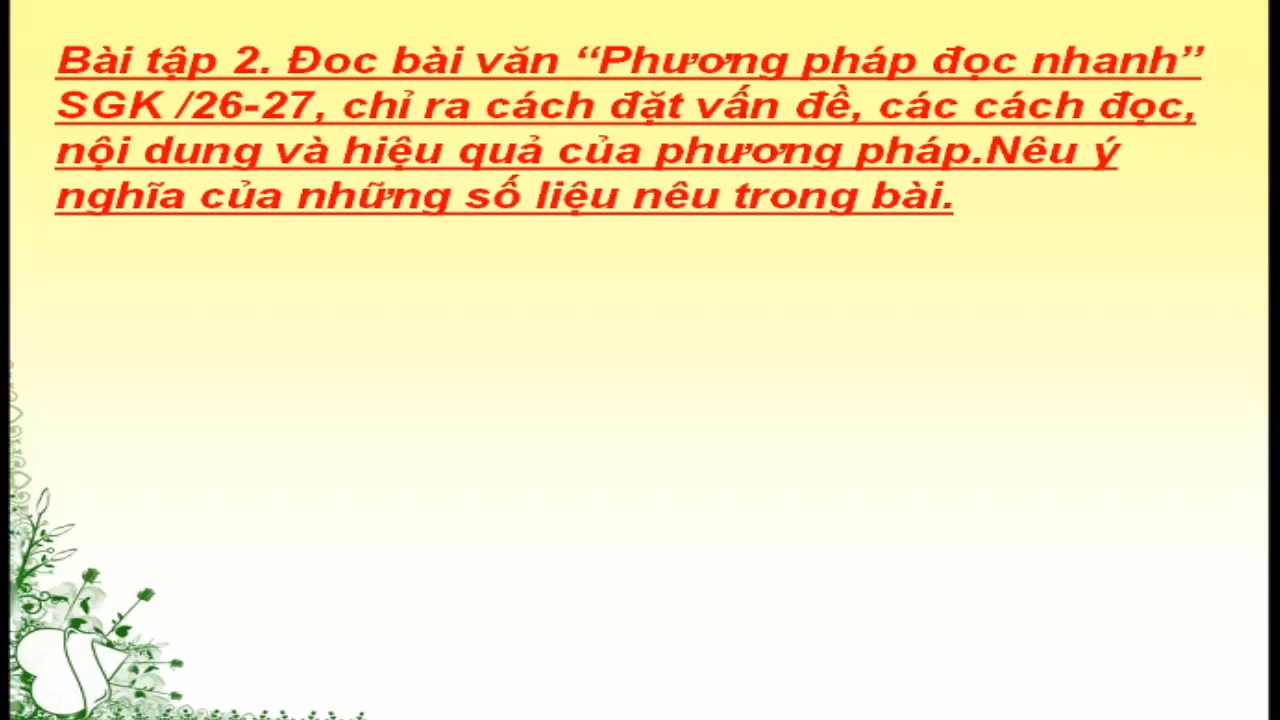 Bài tập 2. Đoc bài văn “Phương pháp đọc nhanh”
SGK /26-27, chỉ ra cách đặt vấn đề, các cách đọc,
nội dung và hiệu quả của phương pháp.Nêu ý
nghĩa của những số liệu nêu trong bài.